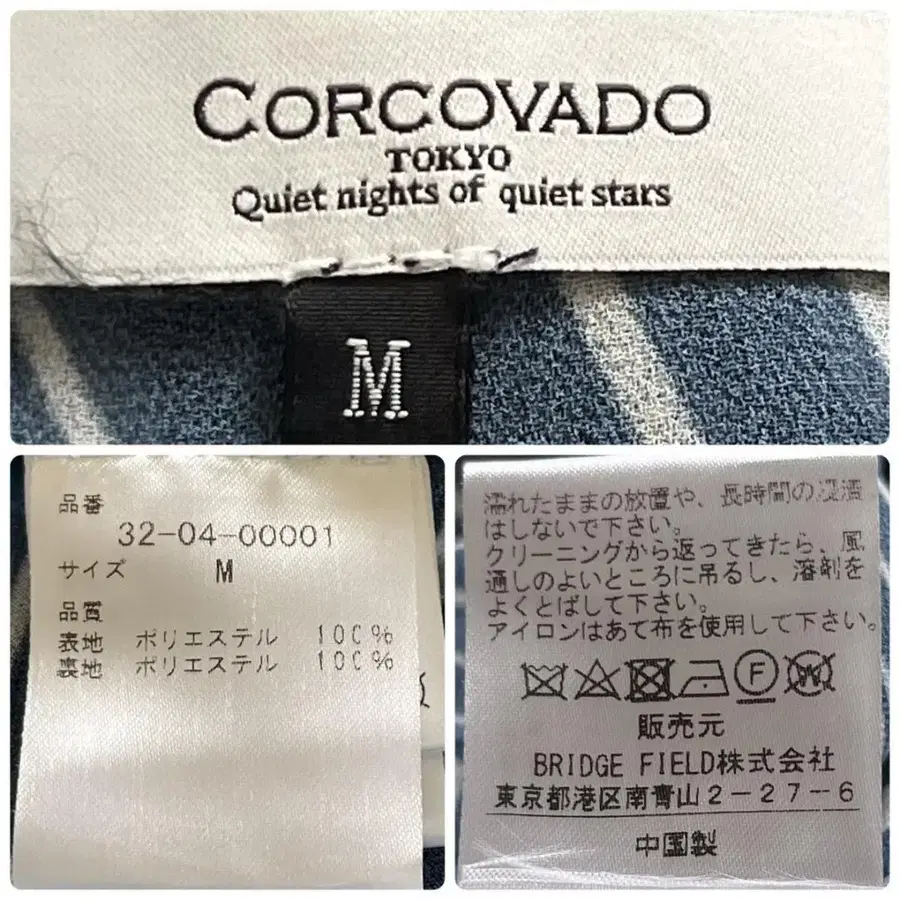 CORCOVADO
TOKYO
Quiet nights of quiet stars
M
品番
32-04-00001
サイズ M
品質
表地 ポリエステル 100%
裏地 ポリエステル 100%
濡れたままの放置や、長時間の浸漬
はしないで下さい。
クリーニングから返ってきたら、風
通しのよいところに吊るし、溶剤を
よくとばして下さい。
アイロンはあて布を使用して下さい。
F W
販売元
BRIDGE FIELD株式会社
東京都港区南青山2-27-6
中国製